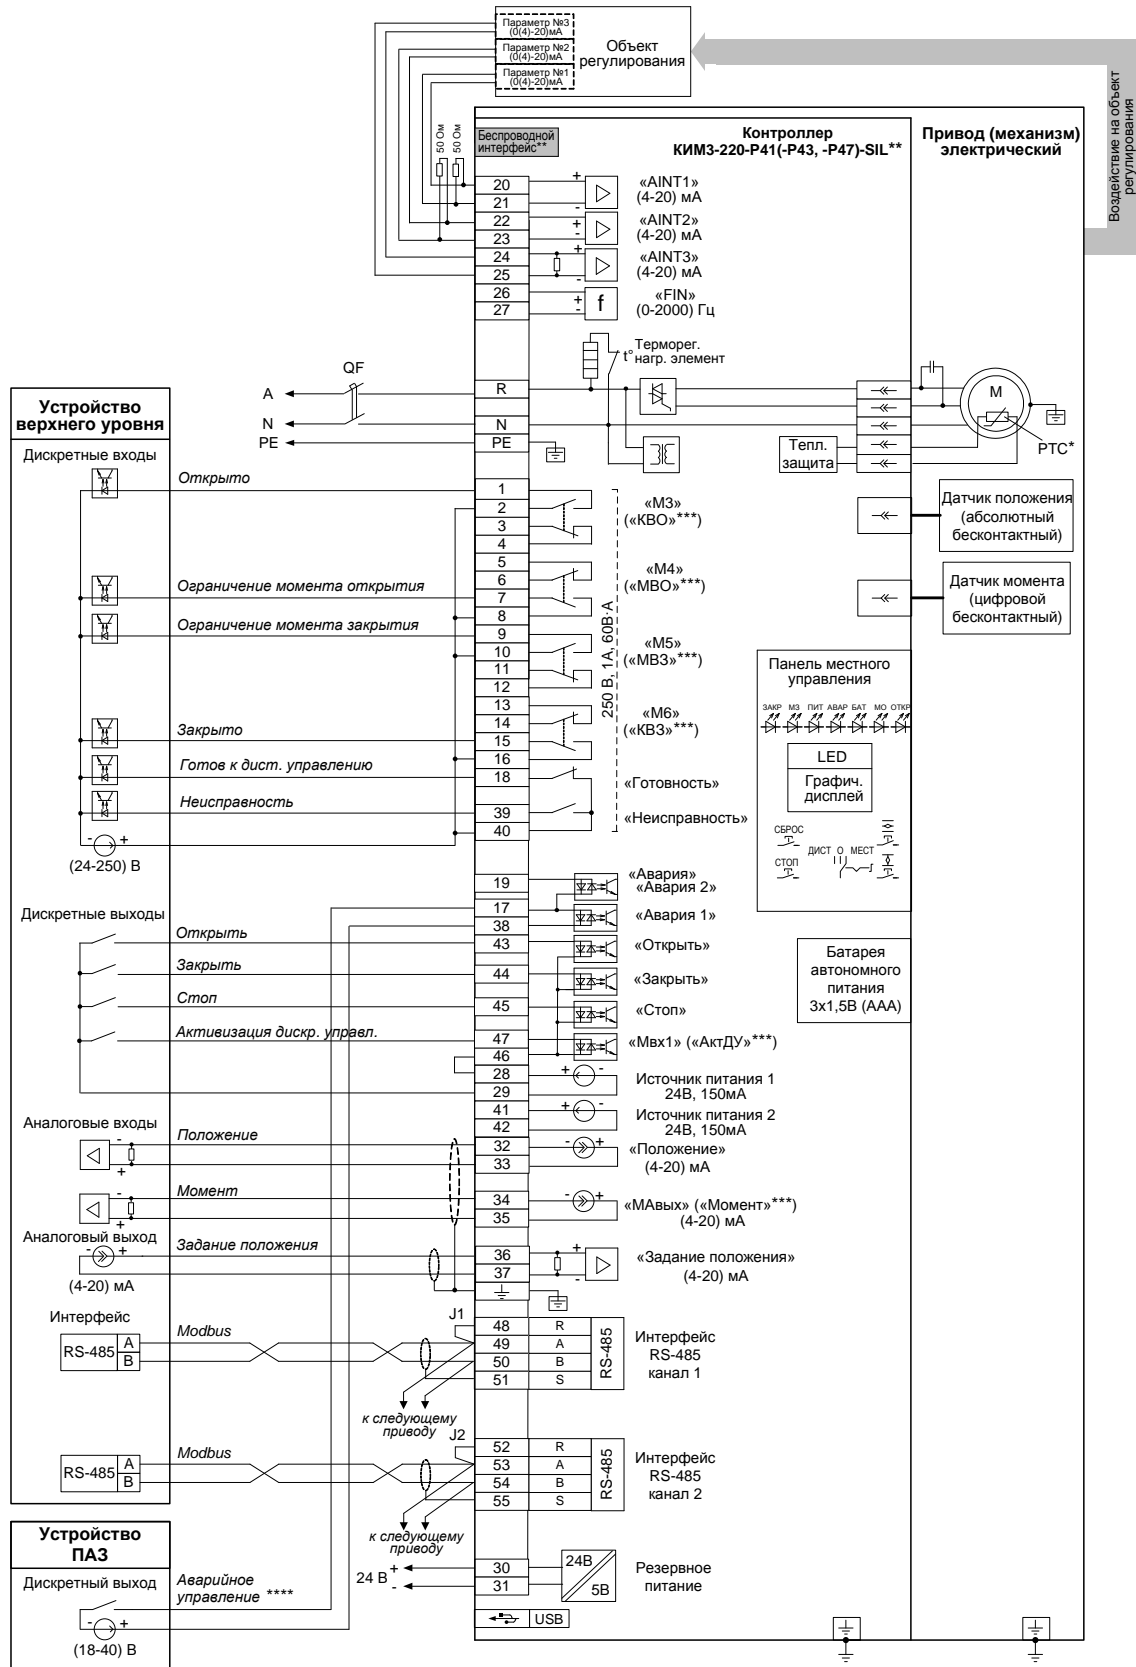 Параметр №3
(0(4)-20)мА
Параметр №2
(0(4)-20)мА
Параметр №1
(0(4)-20)мА
Объект
регулирования
Воздействие на объект
регулирования
50 Ом
50 Ом
Беспроводной
интерфейс**
Контроллер
КИМ3-220-Р41(-Р43, -Р47)-SIL**
Привод (механизм)
электрический
20
21
22
23
24
25
26
27
+
-
+
-
+
-
+
-
f
«AINT1»
(4-20) мА
«AINT2»
(4-20) мА
«AINT3»
(4-20) мА
«FIN»
(0-2000) Гц
t°
Терморег.
нагр. элемент
QF
A
N
PE
R
N
PE
M
PTC*
Тепл.
защита
Устройство
верхнего уровня
Дискретные входы
Открыто
Ограничение момента открытия
Ограничение момента закрытия
Закрыто
Готов к дист. управлению
Неисправность
- +
(24-250) В
1
2
3
4
5
6
7
8
9
10
11
12
13
14
15
16
18
39
40
«М3»
(«КВО»***)
«М4»
(«МВО»***)
«М5»
(«МВЗ»***)
«М6»
(«КВЗ»***)
«Готовность»
«Неисправность»
250 В, 1А, 60В·А
Датчик положения
(абсолютный
бесконтактный)
Датчик момента
(цифровой
бесконтактный)
Панель местного
управления
ЗАКР МЗ ПИТ АВАР БАТ МО ОТКР
LED
Графич.
дисплей
СБРОС
СТОП
ДИСТ О МЕСТ
Батарея
автономного
питания
3х1,5В (ААА)
Дискретные выходы
Открыть
Закрыть
Стоп
Активизация дискр. управл.
19
17
38
43
44
45
47
46
28
29
41
42
«Авария»
«Авария 2»
«Авария 1»
«Открыть»
«Закрыть»
«Стоп»
«Мвх1» («АктДУ»***)
+ -
Источник питания 1
24В, 150мА
+ -
Источник питания 2
24В, 150мА
Аналоговые входы
-
+
Положение
32
33
- +
«Положение»
(4-20) мА
-
+
Момент
34
35
- +
«МАвых» («Момент»***)
(4-20) мА
Аналоговый выход
- +
(4-20) мА
Задание положения
36
37
+
-
«Задание положения»
(4-20) мА
Интерфейс
RS-485
A
B
Modbus
J1
48 R
49 A
50 B
51 S
RS-485
Интерфейс
RS-485
канал 1
к следующему
приводу
RS-485
A
B
Modbus
J2
52 R
53 A
54 B
55 S
RS-485
Интерфейс
RS-485
канал 2
к следующему
приводу
Устройство
ПАЗ
Дискретный выход
- +
(18-40) В
Аварийное
управление ****
24 В
+
-
30
31
24В
5В
Резервное
питание
USB